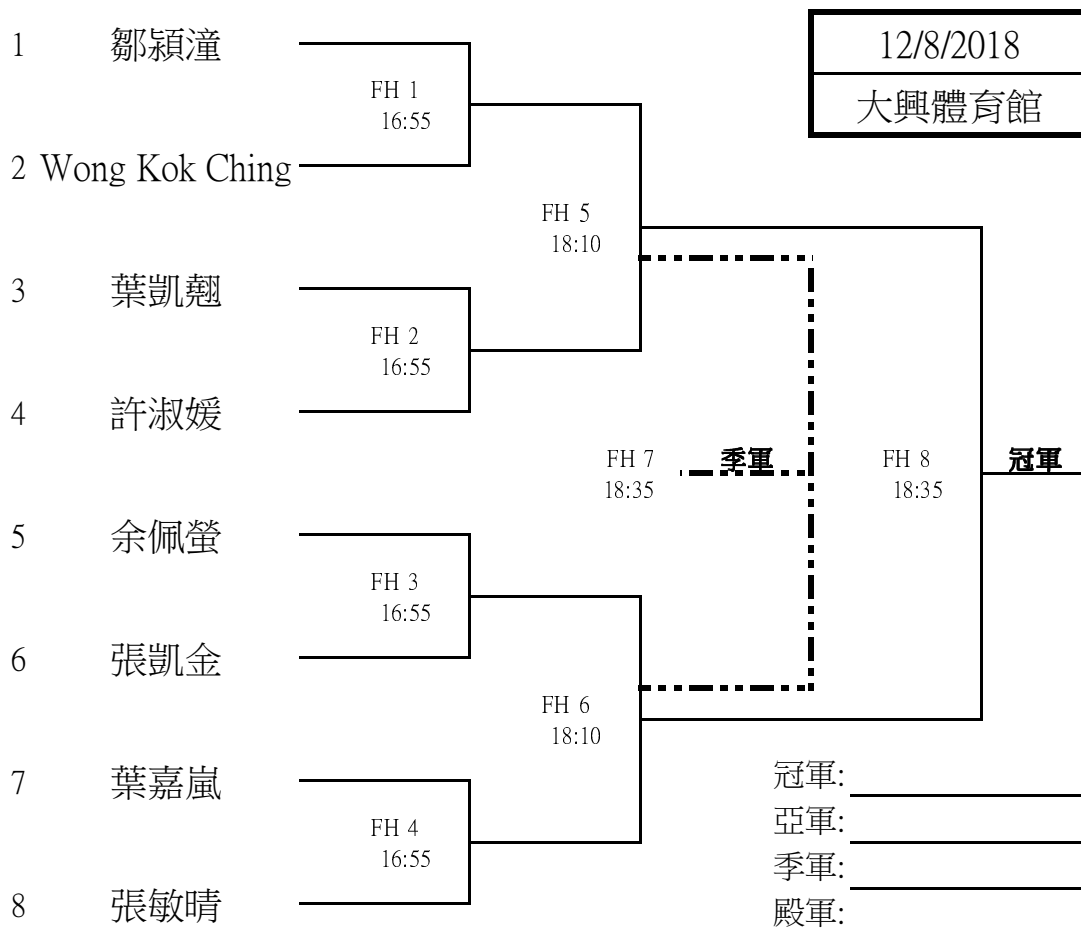 12/8/2018
大興體育館
1 鄒潁潼
FH 1
16:55
2 Wong Kok Ching
FH 5
18:10
3 葉凱翹
FH 2
16:55
4 許淑媛
FH 7 季軍 FH 8 冠軍
18:35 18:35
5 余佩螢
FH 3
16:55
6 張凱金
FH 6
18:10
7 葉嘉嵐
FH 4
16:55
8 張敏晴
冠軍:
亞軍:
季軍:
殿軍: